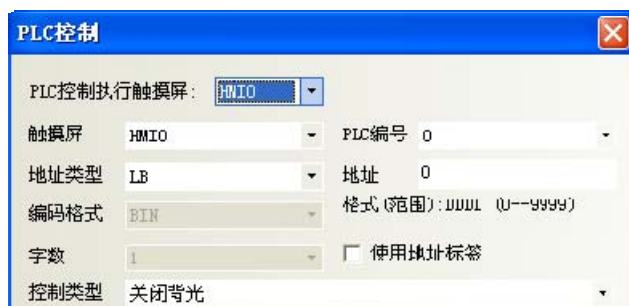 PLC控制
PLC控制执行触摸屏: HMI0
触摸屏 HMI0 PLC编号 0
地址类型 LB 地址 0
编码格式 BIN 格式(范围):DDDD (0--9999)
字数 1 使用地址标签
控制类型 关闭背光